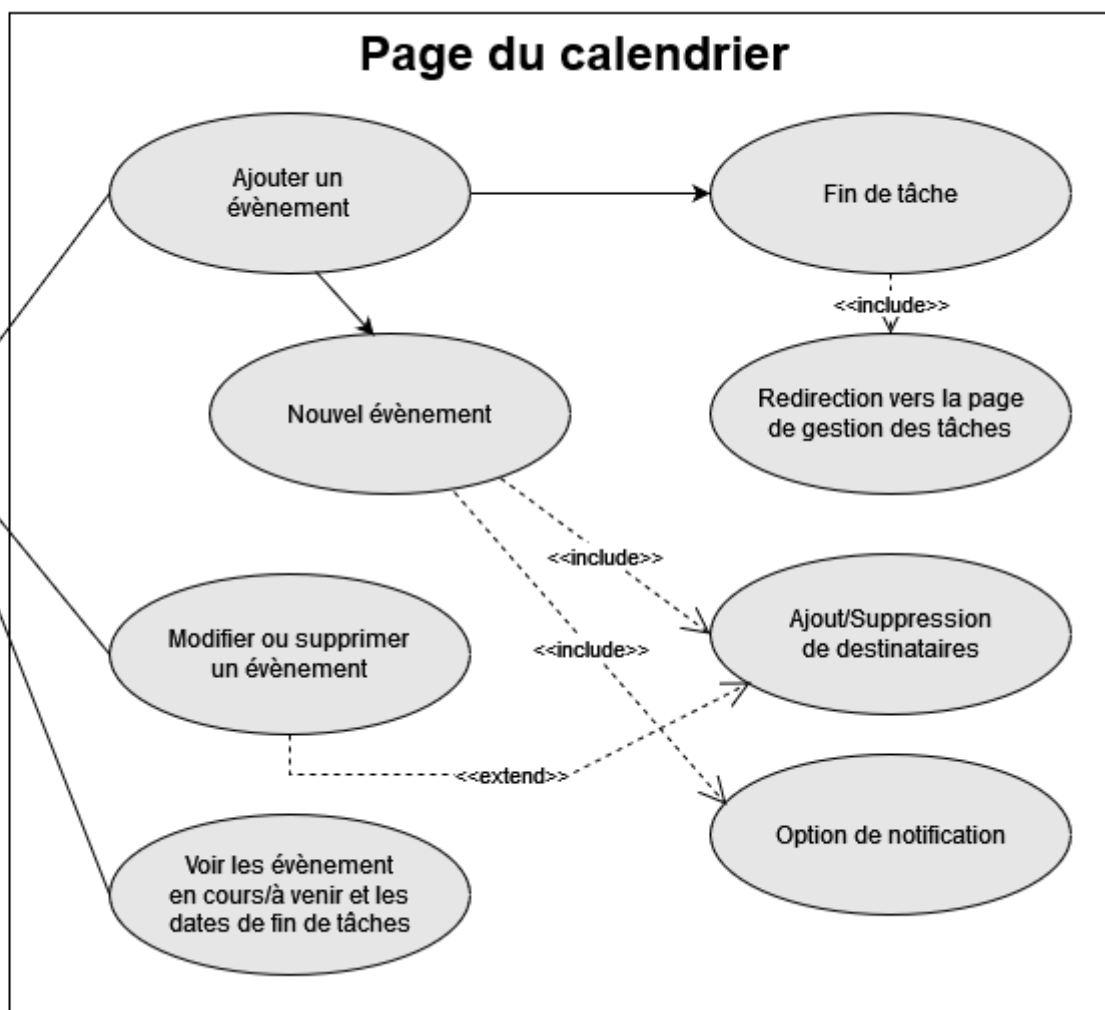 Page du calendrier
Ajouter un
évènement
Fin de tâche
<<include>>
Nouvel évènement
Redirection vers la page
de gestion des tâches
<<include>>
Ajout/Suppression
de destinataires
<<include>>
Modifier ou supprimer
un évènement
<<extend>>
Option de notification
Voir les évènement
en cours/à venir et les
dates de fin de tâches